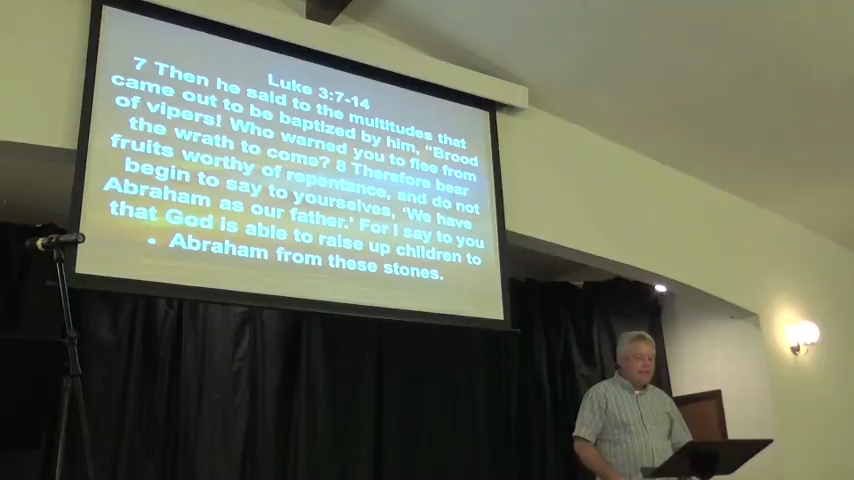 Luke 3:7-14
7 Then he said to the multitudes that
came out to be baptized by him, “Brood
of vipers! Who warned you to flee from
the wrath to come? 8 Therefore bear
fruits worthy of repentance, and do not
begin to say to yourselves, ‘We have
Abraham as our father.’ For I say to you
that God is able to raise up children to
• Abraham from these stones.